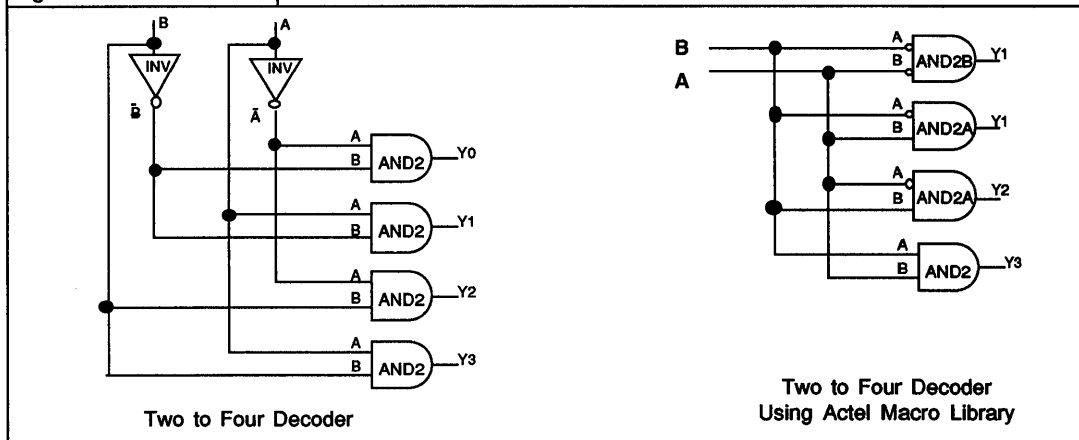 B
A
INV
INV
B̄
Ā
A
B
AND2
Y0
A
B
AND2
Y1
A
B
AND2
Y2
A
B
AND2
Y3
Two to Four Decoder
B
A
A
B
AND2B
Y1
A
B
AND2A
Y1
A
B
AND2A
Y2
A
B
AND2
Y3
Two to Four Decoder
Using Actel Macro Library